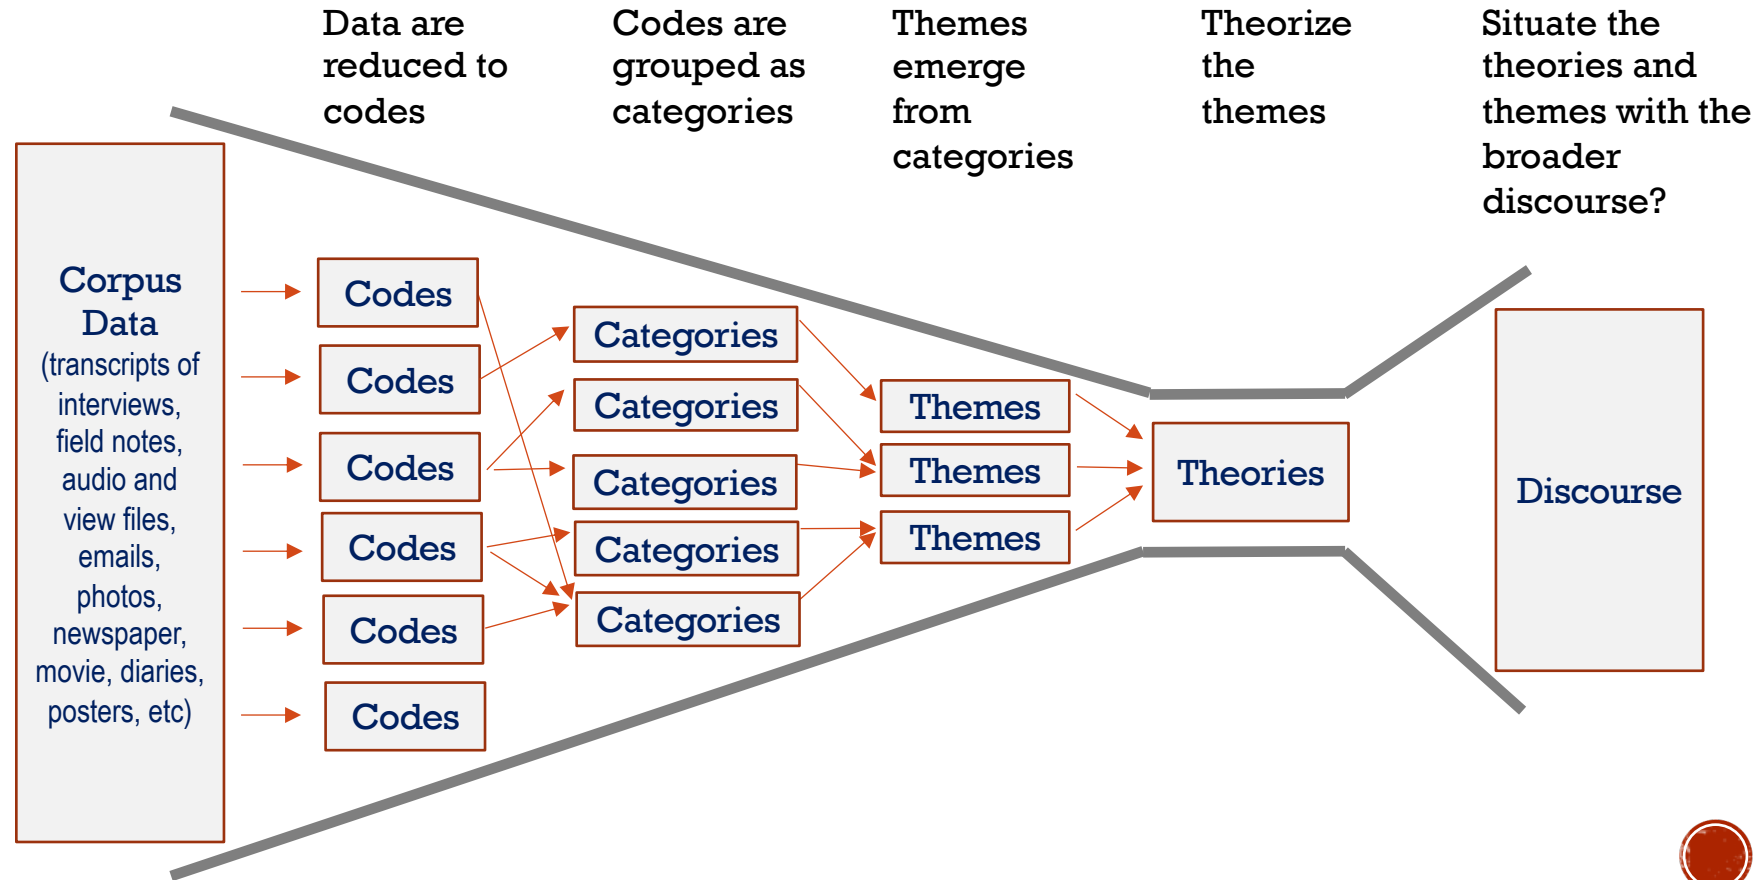 Data are
reduced to
codes
Codes are
grouped as
categories
Themes
emerge
from
categories
Theorize
the
themes
Situate the
theories and
themes with the
broader
discourse?
Corpus
Data
(transcripts of
interviews,
field notes,
audio and
view files,
emails,
photos,
newspaper,
movie, diaries,
posters, etc)
Codes
Codes
Codes
Codes
Codes
Codes
Categories
Categories
Categories
Categories
Categories
Themes
Themes
Themes
Theories
Discourse